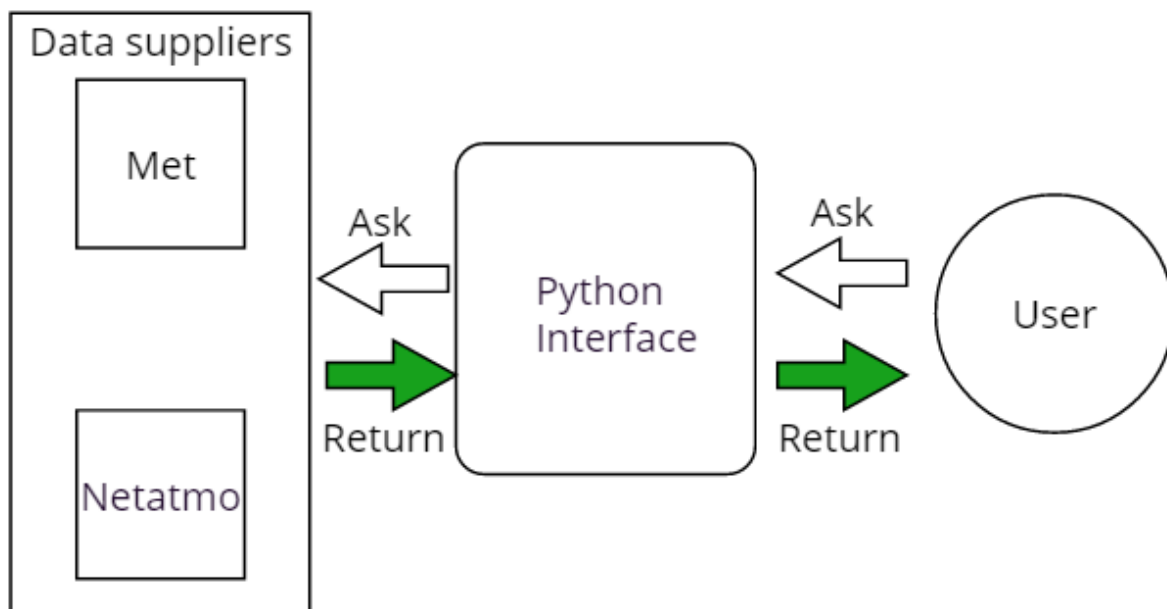 Data suppliers
Met
Netatmo
Ask
Return
Python
Interface
Ask
Return
User